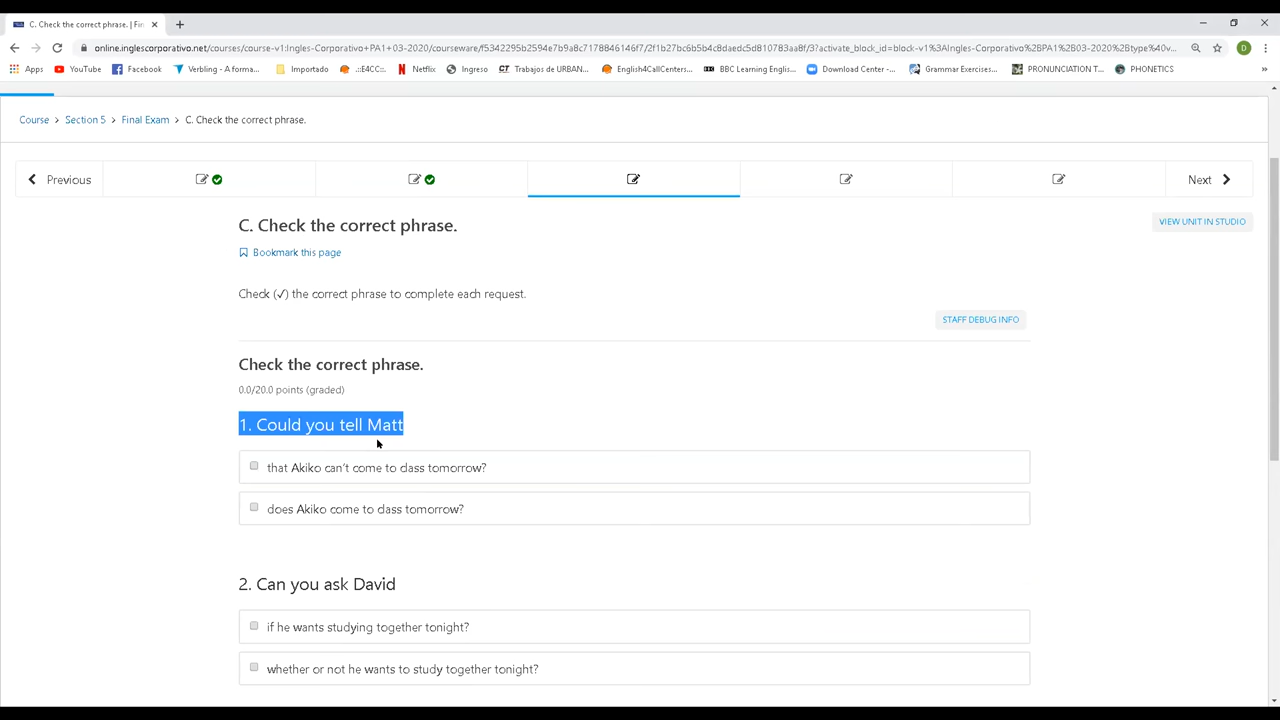 C. Check the correct phrase. | Fin
online.inglescorporativo.net/courses/course-v1:Ingles-Corporativo+PA1+03-2020/courseware/f5342295b2594e7b9a8c7178846146f7/2f1b27bc6b5b4c8daedc5d810783aa8f/3?activate_block_id=block-v1%3AIngles-Corporativo%2BPA1%2B03-2020%2Btype%40v...
D
Apps YouTube Facebook Verbling - A forma... Importado .::E4CC::. Netflix Ingreso CT Trabajos de URBAN... English4CallCenters... BBC BBC Learning Englis... Download Center -... Grammar Exercises... PRONUNCIATION T... PHONETICS »
Course > Section 5 > Final Exam > C. Check the correct phrase.
Previous Next
C. Check the correct phrase.
VIEW UNIT IN STUDIO
Bookmark this page
Check (✓) the correct phrase to complete each request.
STAFF DEBUG INFO
Check the correct phrase.
0.0/20.0 points (graded)
1. Could you tell Matt
that Akiko can't come to class tomorrow?
does Akiko come to class tomorrow?
2. Can you ask David
if he wants studying together tonight?
whether or not he wants to study together tonight?